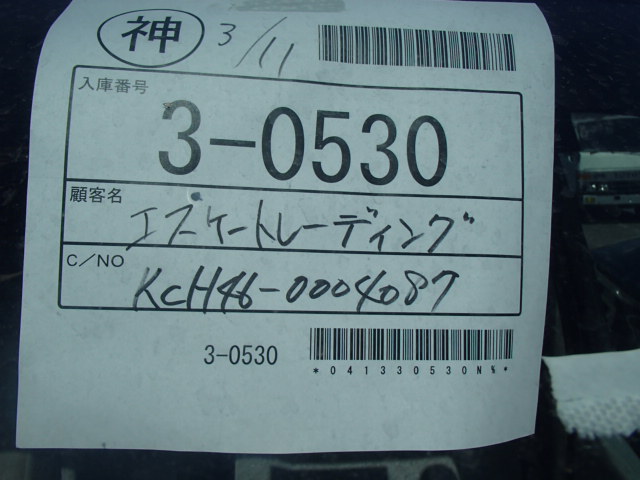 神 3/11
入庫番号
3-0530
顧客名
エスケートレーディング
C/NO
KCH46-0004087
3-0530
*041330530N%*